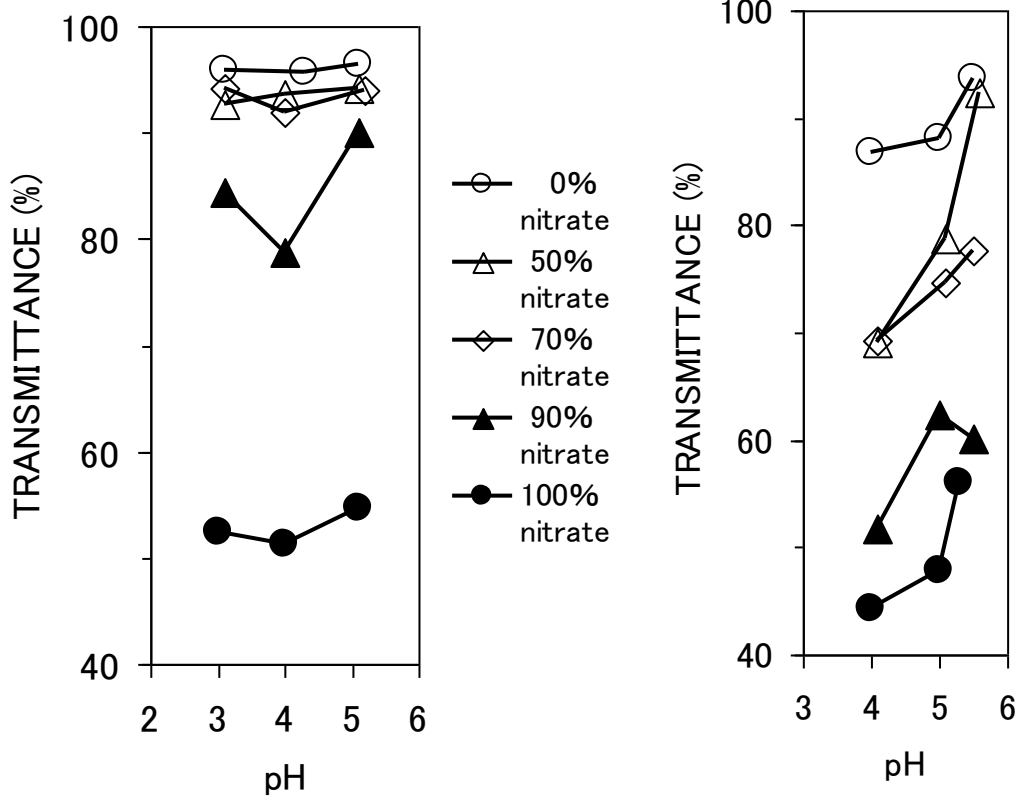 100
80
60
40
2 3 4 5 6
pH
TRANSMITTANCE (%)
0%
nitrate
50%
nitrate
70%
nitrate
90%
nitrate
100%
nitrate
100
80
60
40
3 4 5 6
pH
TRANSMITTANCE (%)